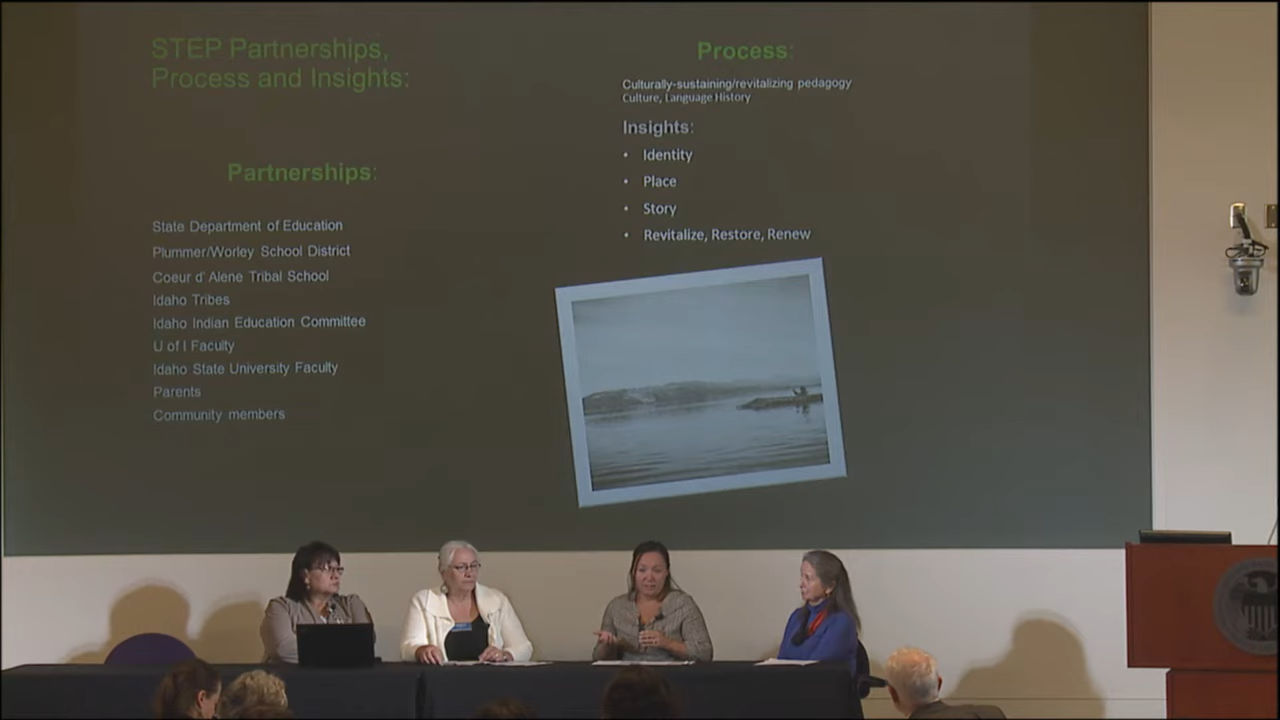 STEP Partnerships,
Process and Insights:
Partnerships:
State Department of Education
Plummer/Worley School District
Coeur d' Alene Tribal School
Idaho Tribes
Idaho Indian Education Committee
U of I Faculty
Idaho State University Faculty
Parents
Community members
Process:
Culturally-sustaining/revitalizing pedagogy
Culture, Language History
Insights:
• Identity
• Place
• Story
• Revitalize, Restore, Renew